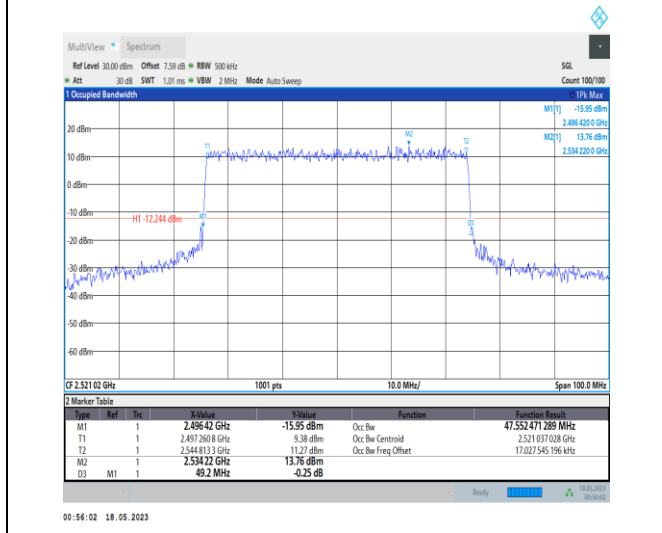 MultiView Spectrum
Ref Level 30.00 dBm Offset 7.59 dB RBW 500 kHz SGL
Att 30 dB SWT 1.01 ms VBW 2 MHz Mode Auto Sweep Count 100/100
1 Occupied Bandwidth 1Pk Max
M1[1] -15.95 dBm
2.496 420 0 GHz
M2[1] 13.76 dBm
2.534 220 0 GHz
20 dBm
M2
T1 T2
10 dBm
0 dBm
-10 dBm
H1 -12.244 dBm M1
D3
-20 dBm
-30 dBm
-40 dBm
-50 dBm
-60 dBm
CF 2.521 02 GHz 1001 pts 10.0 MHz/ Span 100.0 MHz
2 Marker Table
Type Ref Trc X-Value Y-Value Function Function Result
M1 1 2.496 42 GHz -15.95 dBm Occ Bw 47.552 471 289 MHz
T1 1 2.497 260 8 GHz 9.38 dBm Occ Bw Centroid 2.521 037 028 GHz
T2 1 2.544 813 3 GHz 11.27 dBm Occ Bw Freq Offset 17.027 545 196 kHz
M2 1 2.534 22 GHz 13.76 dBm
D3 M1 1 49.2 MHz -0.25 dB
Ready 18.05.2023
00:56:02
00:56:02 18.05.2023